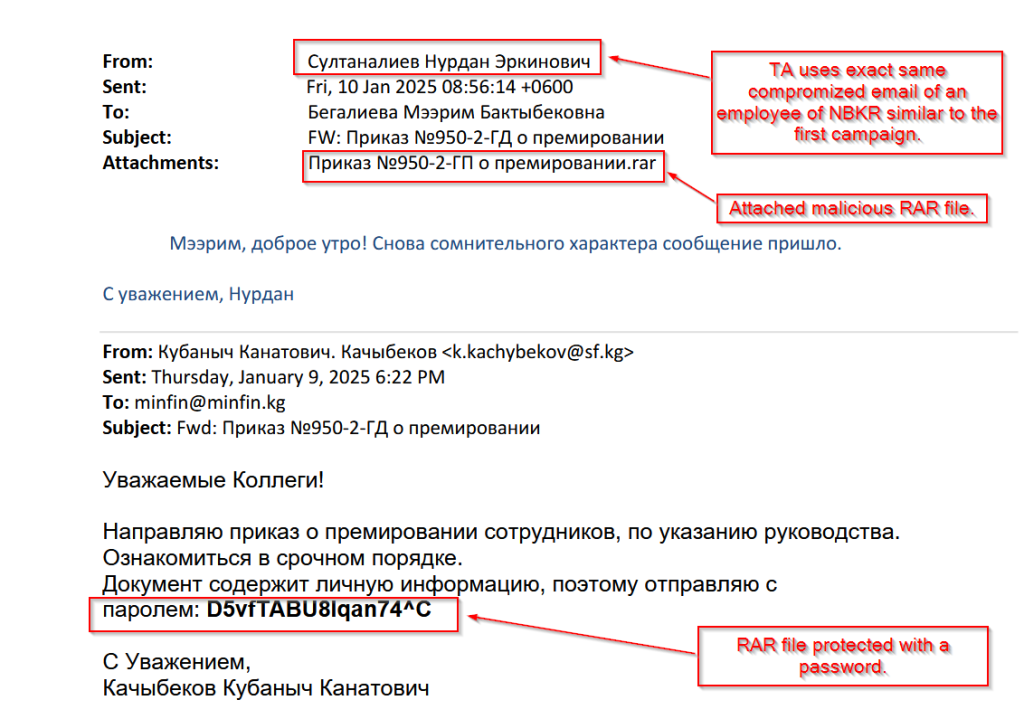 From: Султаналиев Нурдан Эркинович
Sent: Fri, 10 Jan 2025 08:56:14 +0600
To: Бегалиева Мээрим Бактыбековна
Subject: FW: Приказ №950-2-ГД о премировании
Attachments: Приказ №950-2-ГП о премировании.rar
TA uses exact same
compromized email of an
employee of NBKR similar to the
first campaign.
Attached malicious RAR file.
Мээрим, доброе утро! Снова сомнительного характера сообщение пришло.
С уважением, Нурдан
From: Кубаныч Канатович. Качыбеков <k.kachybekov@sf.kg>
Sent: Thursday, January 9, 2025 6:22 PM
To: minfin@minfin.kg
Subject: Fwd: Приказ №950-2-ГД о премировании
Уважаемые Коллеги!
Направляю приказ о премировании сотрудников, по указанию руководства.
Ознакомиться в срочном порядке.
Документ содержит личную информацию, поэтому отправляю с
паролем: D5vfTABU8Iqan74^C
RAR file protected with a
password.
С Уважением,
Качыбеков Кубаныч Канатович